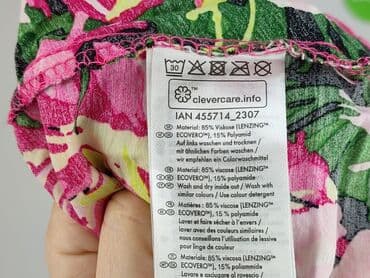 30
clevercare.info
IAN 455714_2307
Material: 85% Viskose (LENZING™
ECOVERO™), 15% Polyamid
Auf links waschen und trocknen /
mit ähnlichen Farben waschen /
wir empfehlen ein Colorwaschmittel
Material: 85% viscose (LENZING™
ECOVERO™), 15% polyamide
Wash and dry inside out / Wash with
similar colours / Use colour detergent
Matières : 85% viscose (LENZING™
ECOVERO™), 15 % polyamide
Laver et faire sécher à l'envers /
laver avec des couleurs similaires /
nous conseillons l'utilisation de lessive
pour linge de couleur
Materiaal: 85% viscose (LENZING™
ECOVERO™), 15% polyamide